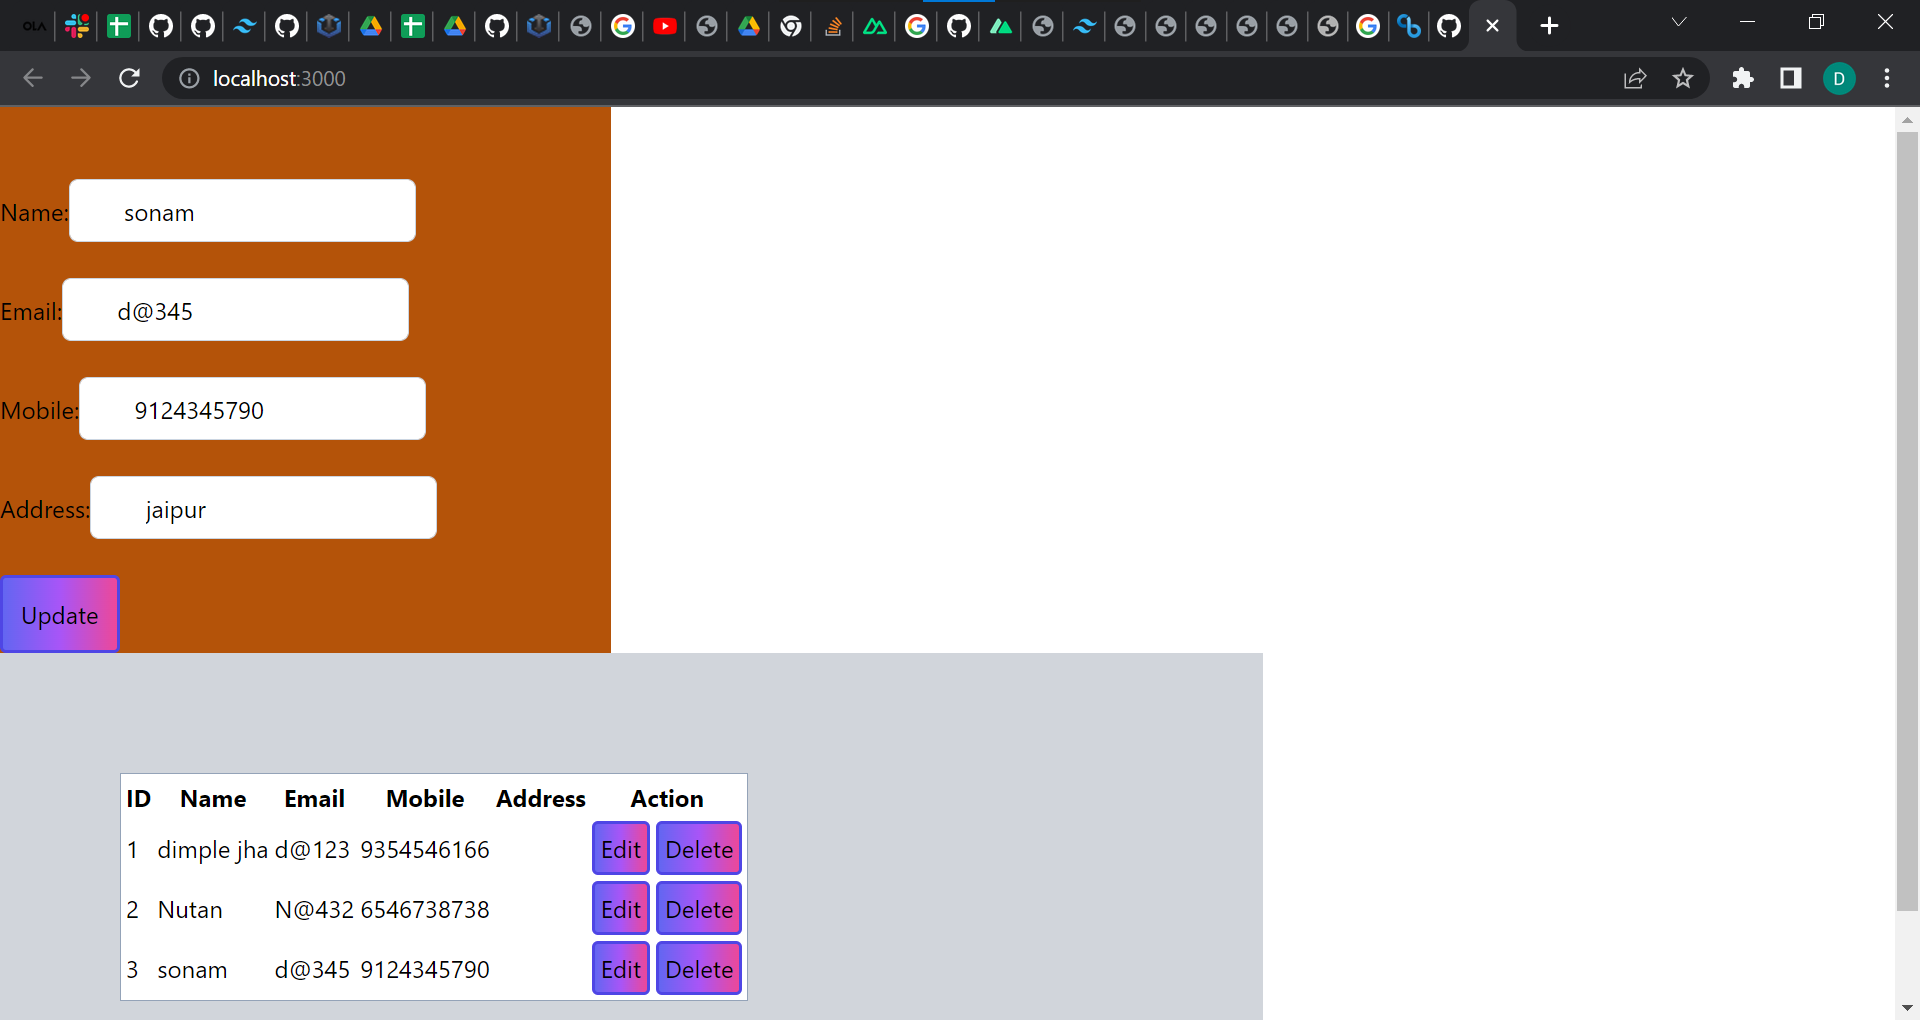 OLA
localhost:3000
D
Name: sonam
Email: d@345
Mobile: 9124345790
Address: jaipur
Update
ID Name Email Mobile Address Action
1 dimple jha d@123 9354546166 Edit Delete
2 Nutan N@432 6546738738 Edit Delete
3 sonam d@345 9124345790 Edit Delete